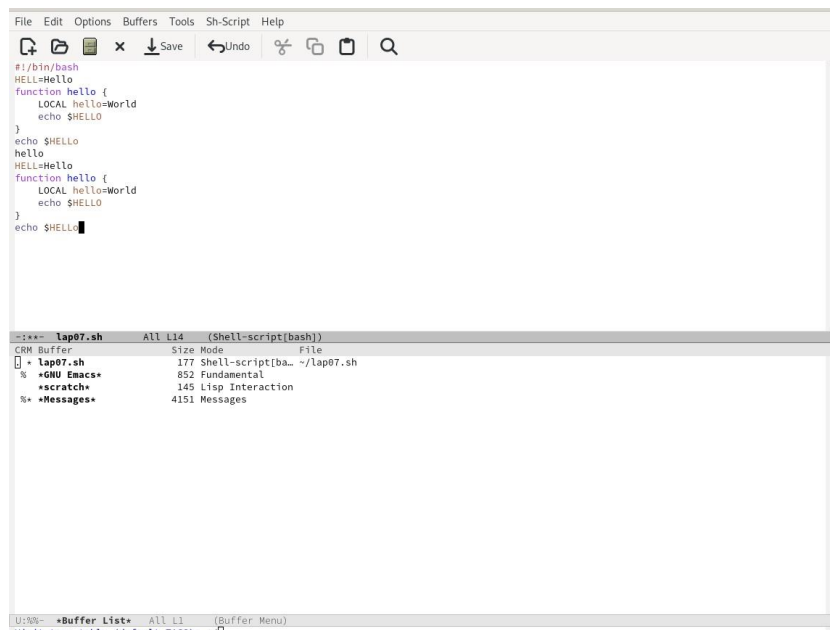 File Edit Options Buffers Tools Sh-Script Help
Save Undo
#!/bin/bash
HELL=Hello
function hello {
    LOCAL hello=World
    echo $HELLO
}
echo $HELLo
hello
HELL=Hello
function hello {
    LOCAL hello=World
    echo $HELLO
}
echo $HELLo
-:**- lap07.sh All L14 (Shell-script[bash])
CRM Buffer Size Mode File
. * lap07.sh 177 Shell-script[ba… ~/lap07.sh
% *GNU Emacs* 852 Fundamental
*scratch* 145 Lisp Interaction
%* *Messages* 4151 Messages
U:%%- *Buffer List* All L1 (Buffer Menu)